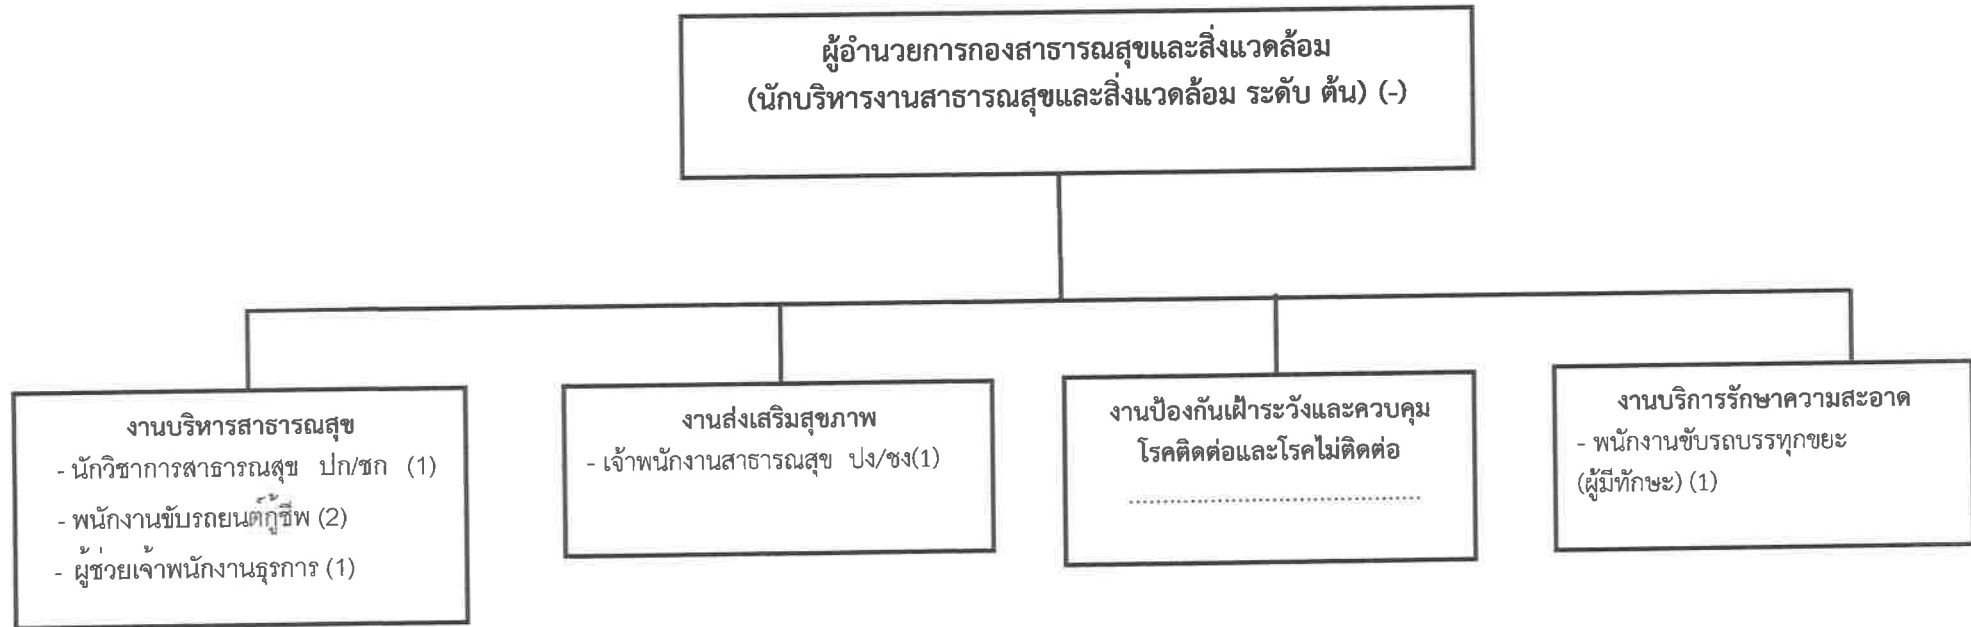 ผู้อำนวยการกองสาธารณสุขและสิ่งแวดล้อม
(นักบริหารงานสาธารณสุขและสิ่งแวดล้อม ระดับ ต้น) (-)
งานบริหารสาธารณสุข
- นักวิชาการสาธารณสุข ปก/ชก (1)
- พนักงานขับรถยนต์กู้ชีพ (2)
- ผู้ช่วยเจ้าพนักงานธุรการ (1)
งานส่งเสริมสุขภาพ
- เจ้าพนักงานสาธารณสุข ปง/ชง(1)
งานป้องกันเฝ้าระวังและควบคุม
โรคติดต่อและโรคไม่ติดต่อ
..........................................
งานบริการรักษาความสะอาด
- พนักงานขับรถบรรทุกขยะ
(ผู้มีทักษะ) (1)